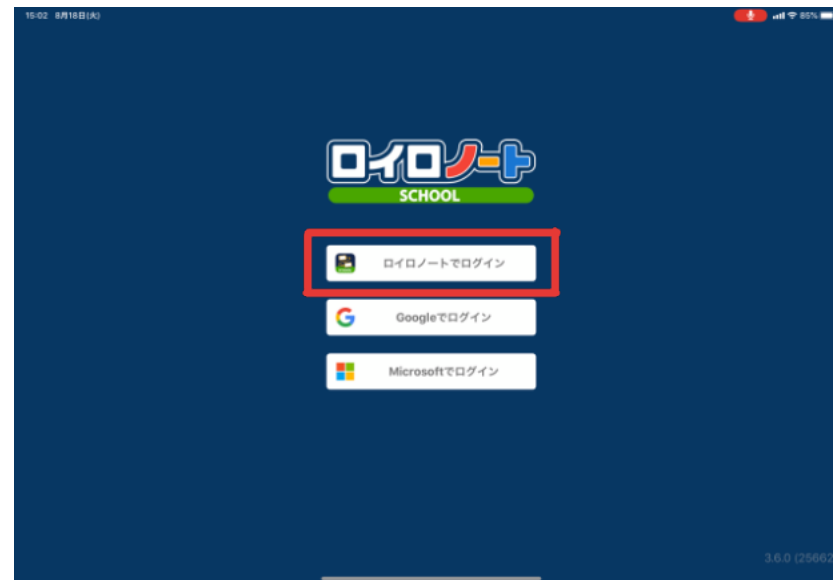 15:02 8月18日(火)
85%
ロイロノート
SCHOOL
ロイロノートでログイン
Googleでログイン
Microsoftでログイン
3.6.0 (25662